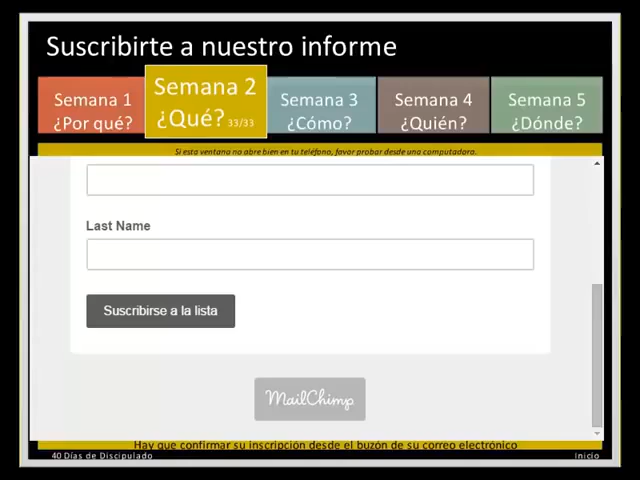 Suscribirte a nuestro informe
Semana 1
¿Por qué?
Semana 2
¿Qué? 33/33
Semana 3
¿Cómo?
Semana 4
¿Quién?
Semana 5
¿Dónde?
Si esta ventana no abre bien en tu teléfono, favor probar desde una computadora.
Last Name
Suscribirse a la lista
MailChimp
Hay que confirmar su inscripción desde el buzón de su correo electrónico
40 Días de Discipulado
Inicio